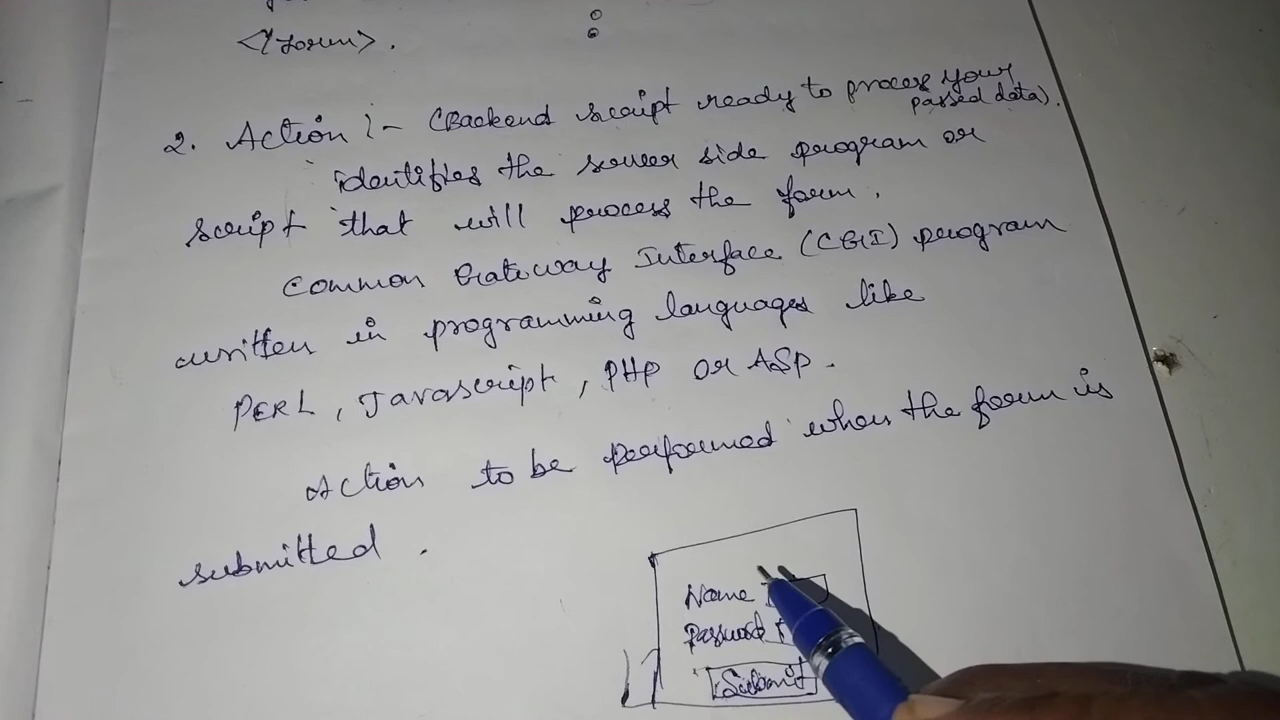 </form>.
2. Action :- (Backend script ready to process your
passed data).
identifies the server side program or
script that will process the form.
Common Gateway Interface (CGI) program
written in programming languages like
PERL, Javascript, PHP or ASP.
Action to be performed when the form is
submitted.
Name
Password
Submit